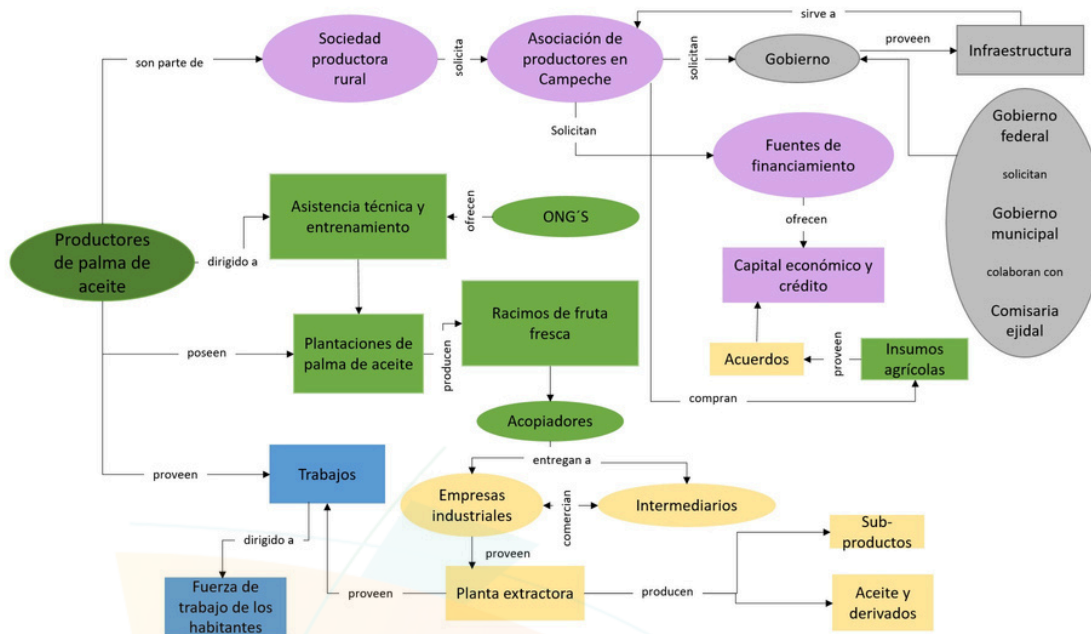 sirve a
Sociedad
productora
rural
Asociación de
productores en
Campeche
Gobierno
proveen
Infraestructura
son parte de
solicita
solicitan
Solicitan
Fuentes de
financiamiento
Gobierno
federal
solicitan
Gobierno
municipal
colaboran con
Comisaria
ejidal
Asistencia técnica y
entrenamiento
ofrecen
ONG´S
ofrecen
Productores
de palma de
aceite
dirigido a
Capital económico y
crédito
Racimos de fruta
fresca
Plantaciones de
palma de aceite
poseen
producen
Acuerdos
proveen
Insumos
agrícolas
compran
Acopiadores
entregan a
proveen
Trabajos
Empresas
industriales
comercian
Intermediarios
Sub-
productos
dirigido a
proveen
Fuerza de
trabajo de los
habitantes
proveen
Planta extractora
producen
Aceite y
derivados